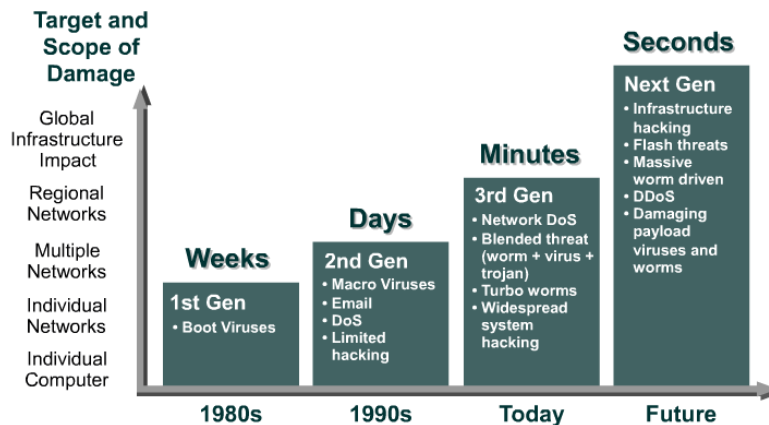 Target and
Scope of
Damage
Global
Infrastructure
Impact
Regional
Networks
Multiple
Networks
Individual
Networks
Individual
Computer
Weeks
1st Gen
• Boot Viruses
1980s
Days
2nd Gen
• Macro Viruses
• Email
• DoS
• Limited
hacking
1990s
Minutes
3rd Gen
• Network DoS
• Blended threat
(worm + virus +
trojan)
• Turbo worms
• Widespread
system
hacking
Today
Seconds
Next Gen
• Infrastructure
hacking
• Flash threats
• Massive
worm driven
• DDoS
• Damaging
payload
viruses and
worms
Future